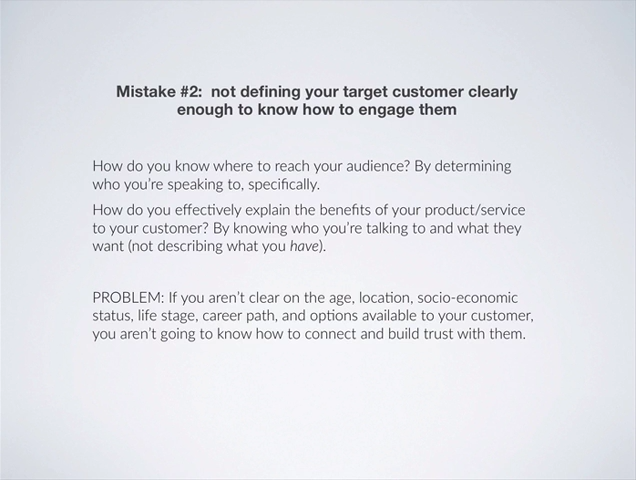 Mistake #2:  not defining your target customer clearly
enough to know how to engage them
How do you know where to reach your audience? By determining
who you’re speaking to, specifically.
How do you effectively explain the benefits of your product/service
to your customer? By knowing who you’re talking to and what they
want (not describing what you have).
PROBLEM: If you aren’t clear on the age, location, socio-economic
status, life stage, career path, and options available to your customer,
you aren’t going to know how to connect and build trust with them.